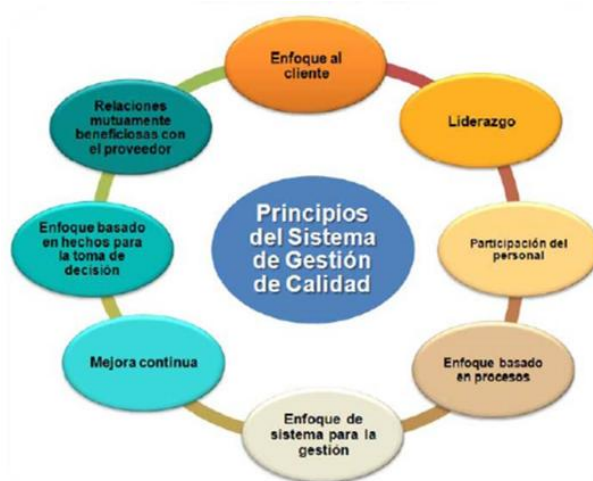 Enfoque al
cliente
Liderazgo
Participación del
personal
Enfoque basado
en procesos
Enfoque de
sistema para la
gestión
Mejora continua
Enfoque basado
en hechos para
la toma de
decisión
Relaciones
mutuamente
beneficiosas con
el proveedor
Principios
del Sistema
de Gestión
de Calidad